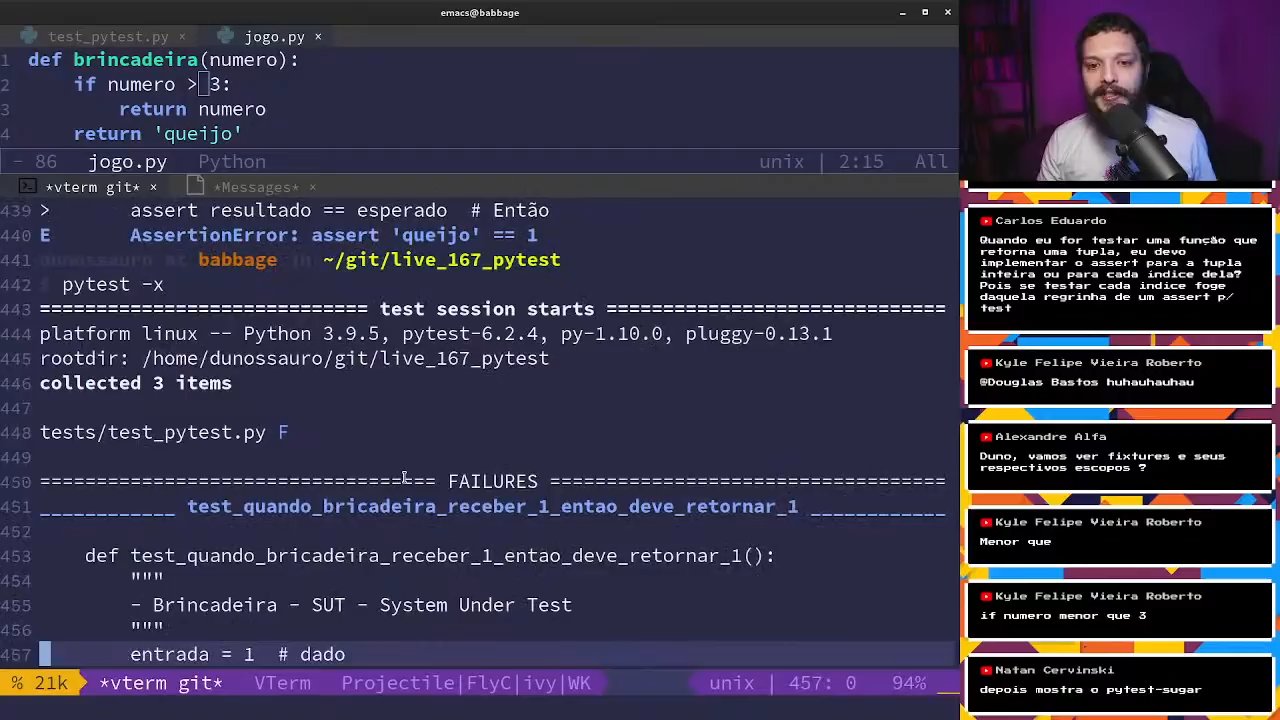 emacs@babbage
test_pytest.py ×
jogo.py ×
1 def brincadeira(numero):
2 if numero > 3:
3 return numero
4 return 'queijo'
- 86 jogo.py Python unix | 2:15 All
*vterm git* ×
*Messages* ×
439 > assert resultado == esperado # Então
440 E AssertionError: assert 'queijo' == 1
441 dunossauro at babbage in ~/git/live_167_pytest
442 pytest -x
443 ============================= test session starts ==============================
444 platform linux -- Python 3.9.5, pytest-6.2.4, py-1.10.0, pluggy-0.13.1
445 rootdir: /home/dunossauro/git/live_167_pytest
446 collected 3 items
447
448 tests/test_pytest.py F
449
450 =================================== FAILURES ===================================
451 ____________ test_quando_bricadeira_receber_1_entao_deve_retornar_1 ____________
452
453 def test_quando_bricadeira_receber_1_entao_deve_retornar_1():
454 """
455 - Brincadeira - SUT - System Under Test
456 """
457 entrada = 1 # dado
% 21k *vterm git* VTerm Projectile|FlyC|ivy|WK unix | 457: 0 94%
Carlos Eduardo
Quando eu for testar uma função que
retorna uma tupla, eu devo
implementar o assert para a tupla
inteira ou para cada indice dela?
Pois se testar cada indice foge
daquela regrinha de um assert p/
test
Kyle Felipe Vieira Roberto
@Douglas Bastos huhauhauhau
Alexandre Alfa
Duno, vamos ver fixtures e seus
respectivos escopos ?
Kyle Felipe Vieira Roberto
Menor que
Kyle Felipe Vieira Roberto
if numero menor que 3
Natan Cervinski
depois mostra o pytest-sugar